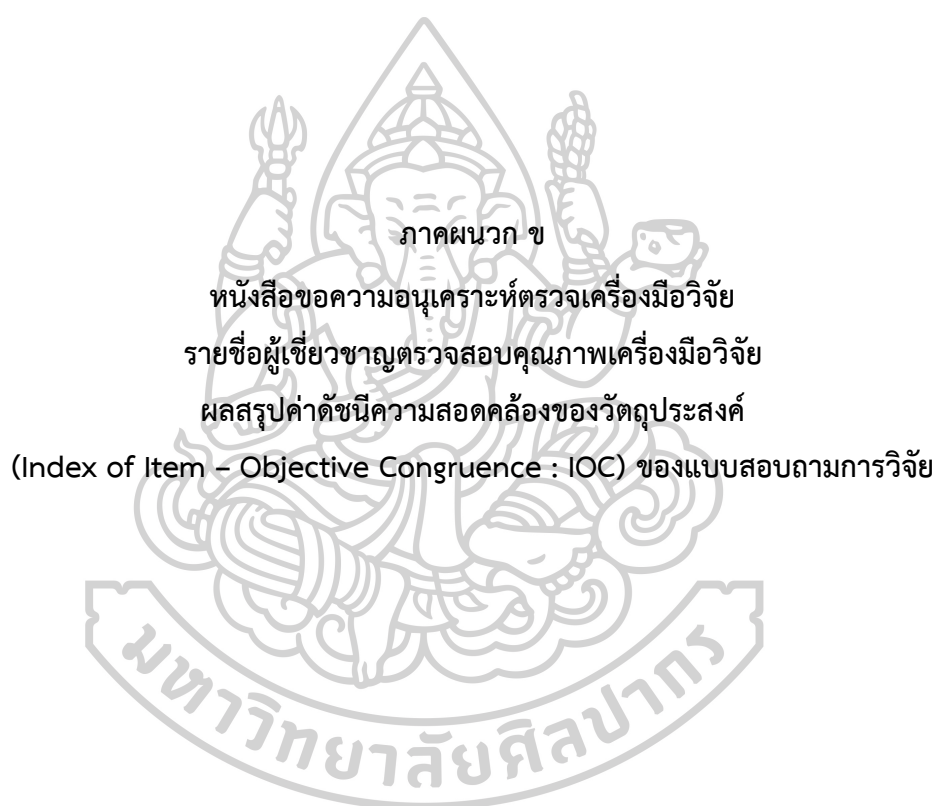 ภาคผนวก ข
หนังสือขอความอนุเคราะห์ตรวจเครื่องมือวิจัย
รายชื่อผู้เชี่ยวชาญตรวจสอบคุณภาพเครื่องมือวิจัย
ผลสรุปค่าดัชนีความสอดคล้องของวัตถุประสงค์
(Index of Item – Objective Congruence : IOC) ของแบบสอบถามการวิจัย
มหาวิทยาลัยศิลปากร